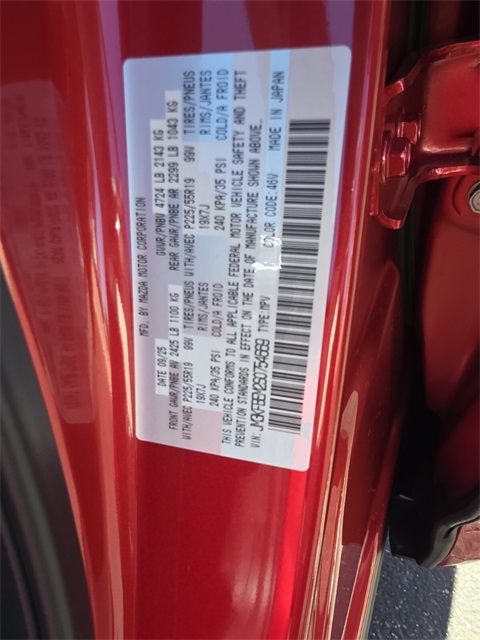 MFD. BY MAZDA MOTOR CORPORATION
DATE 09/25 GVWR/PNBV 4724 LB 2143 KG
FRONT GAWR/PNBE AV 2425 LB 1100 KG REAR GAWR/PNBE AR 2299 LB 1043 KG
WITH/AVEC P225/55R19 99V TIRES/PNEUS WITH/AVEC P225/55R19 99V TIRES/PNEUS
19X7J RIMS/JANTES 19X7J RIMS/JANTES
240 KPA/35 PSI COLD/A FROID 240 KPA/35 PSI COLD/A FROID
THIS VEHICLE CONFORMS TO ALL APPLICABLE FEDERAL MOTOR VEHICLE SAFETY AND THEFT
PREVENTION STANDARDS IN EFFECT ON THE DATE OF MANUFACTURE SHOWN ABOVE.
VIN: TYPE:MPV COLOR CODE:46V MADE IN JAPAN